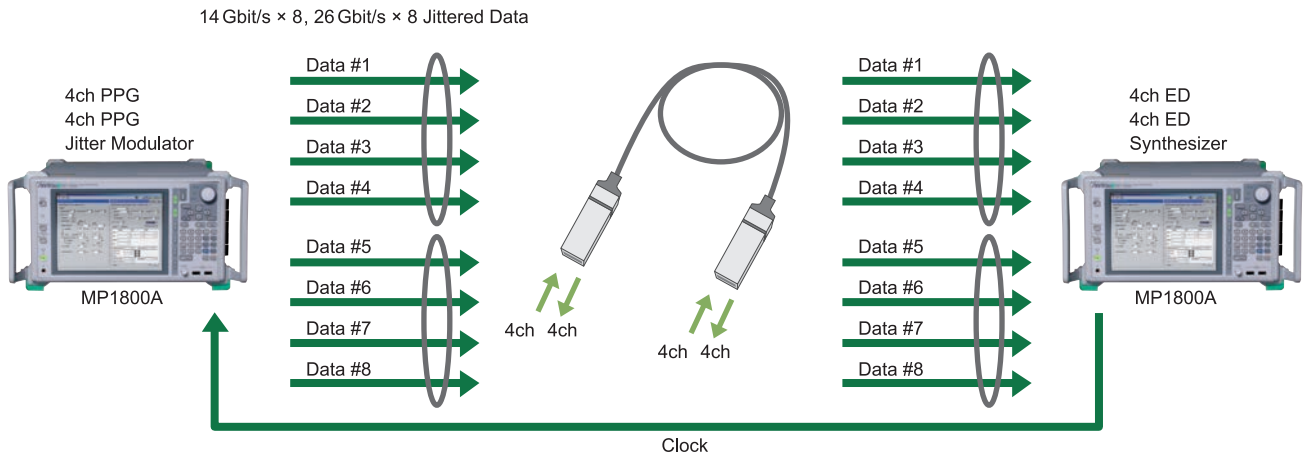 14 Gbit/s × 8, 26 Gbit/s × 8 Jittered Data
4ch PPG
4ch PPG
Jitter Modulator
MP1800A
Data #1
Data #2
Data #3
Data #4
Data #5
Data #6
Data #7
Data #8
4ch 4ch
4ch 4ch
Data #1
Data #2
Data #3
Data #4
Data #5
Data #6
Data #7
Data #8
4ch ED
4ch ED
Synthesizer
MP1800A
Clock